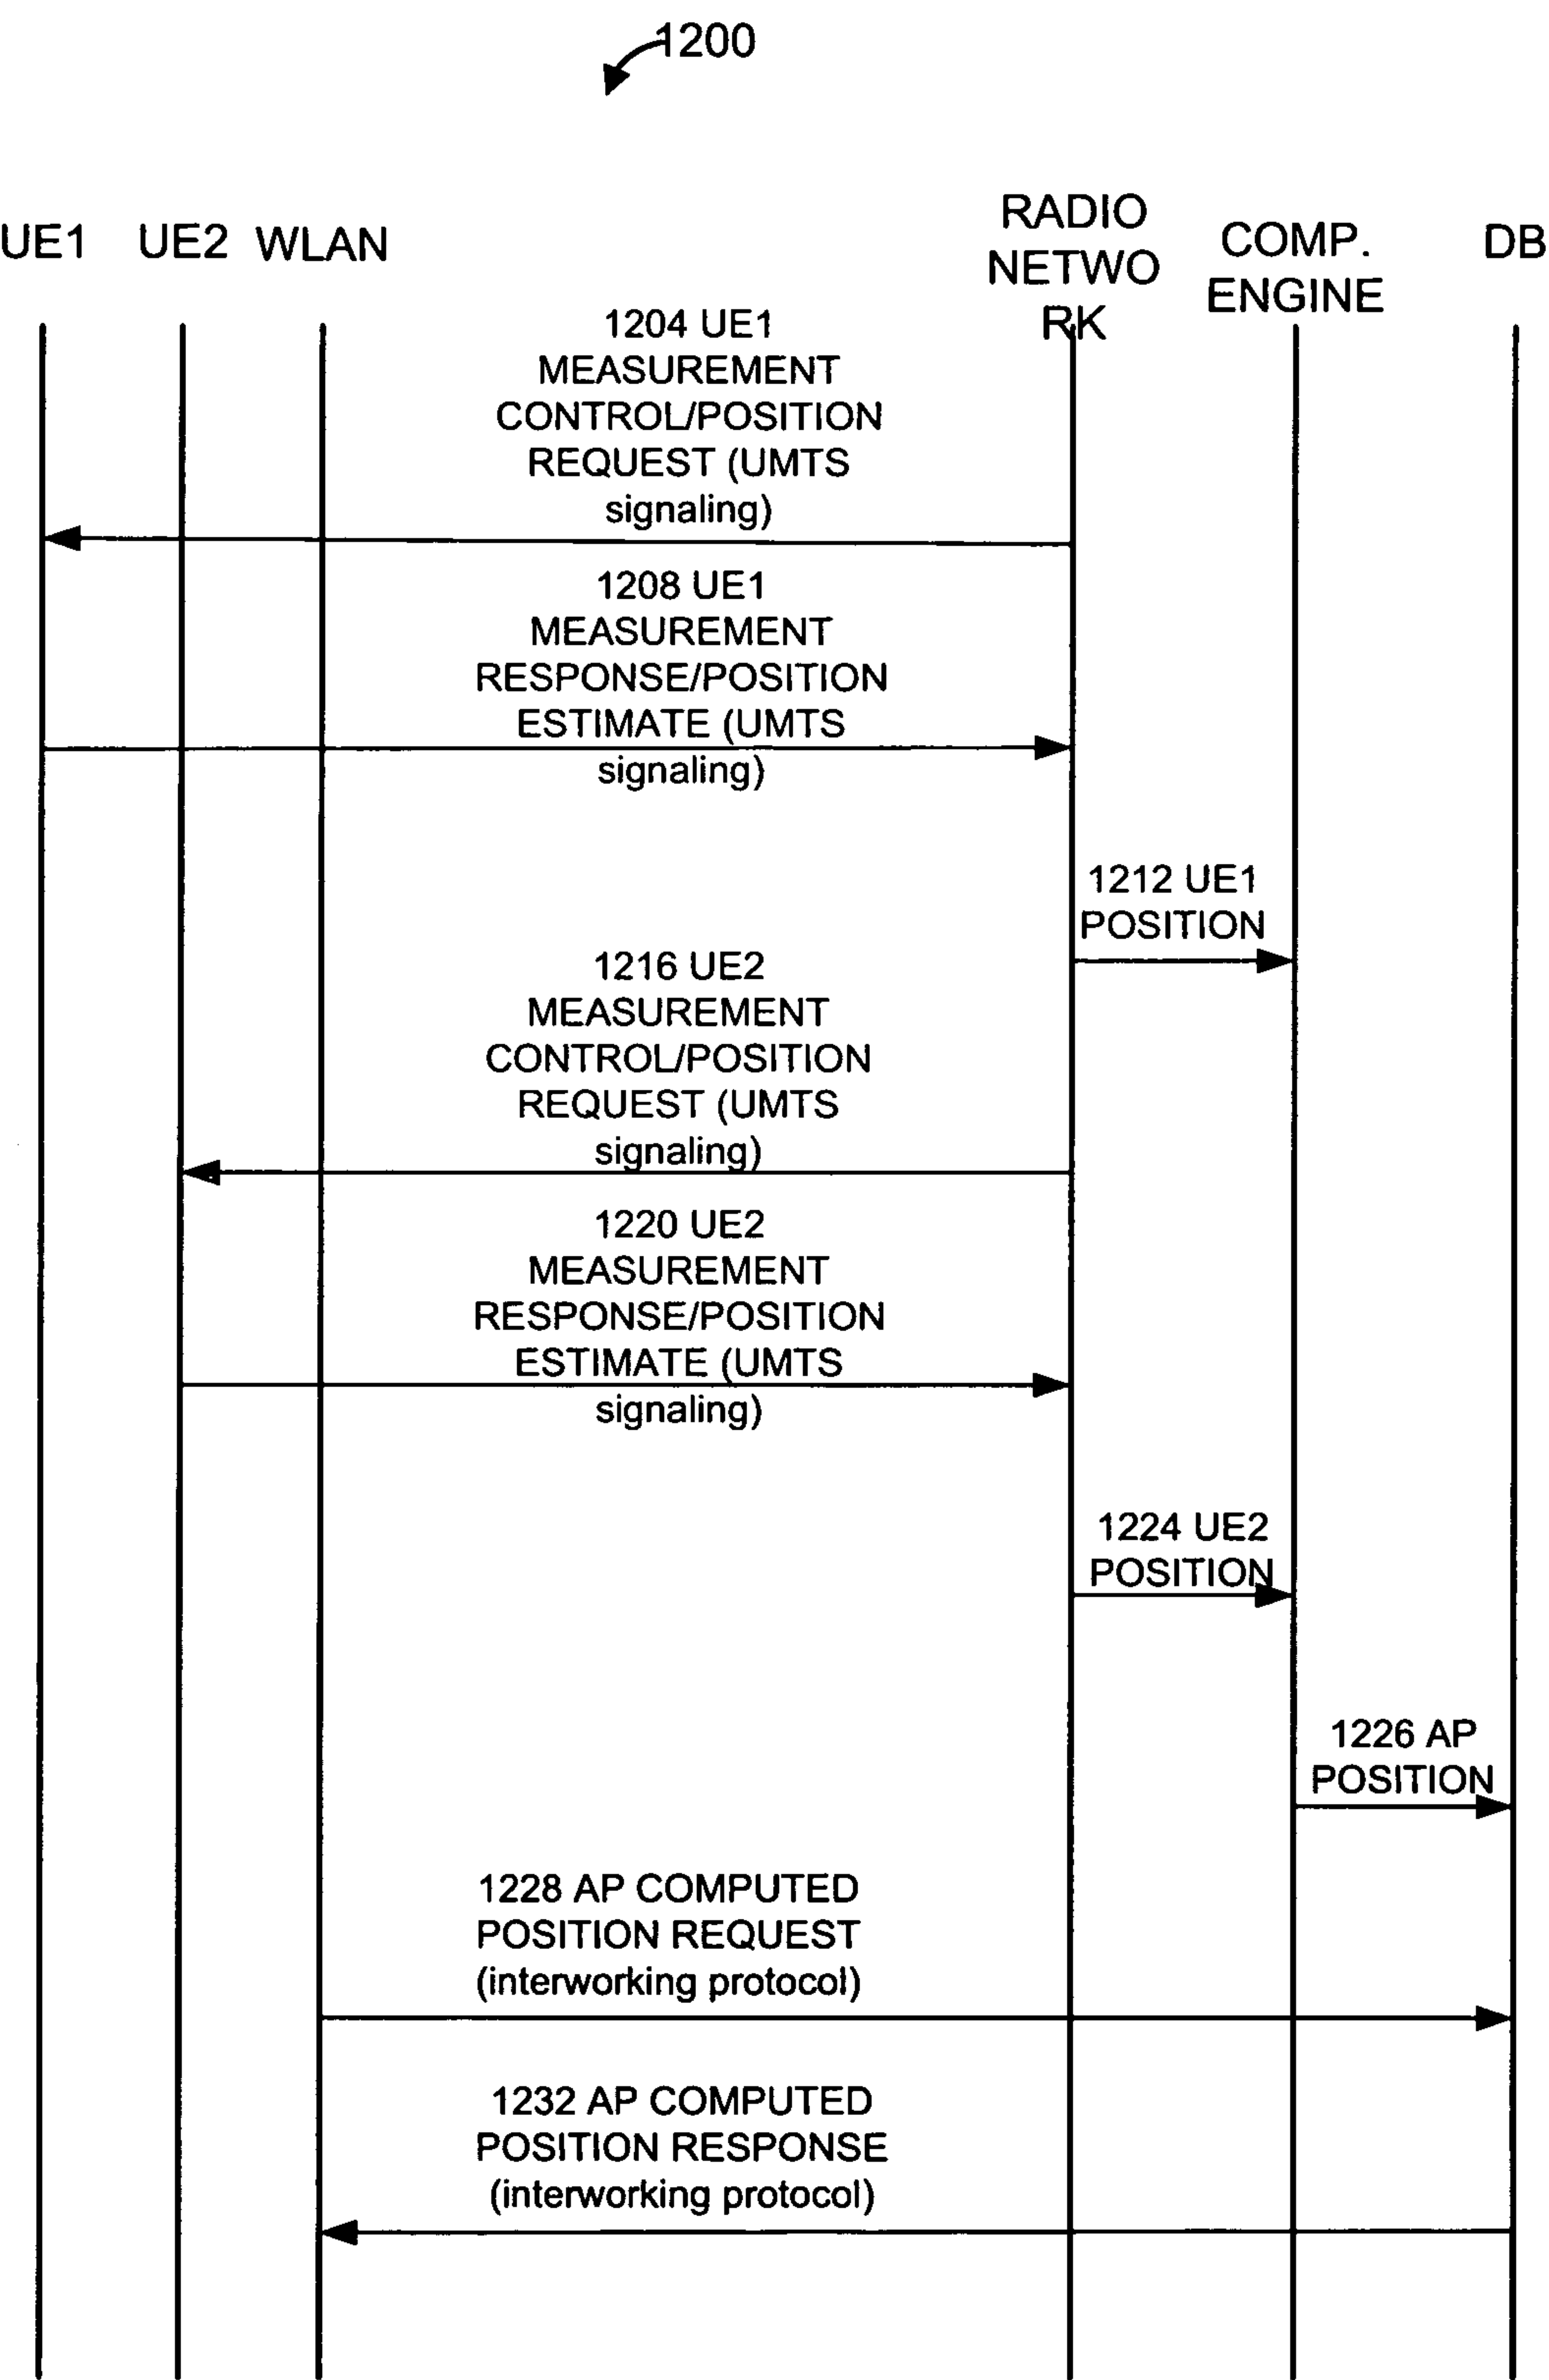 1200
UE1
UE2
WLAN
RADIO
NETWO
RK
COMP.
ENGINE
DB
1204 UE1
MEASUREMENT
CONTROL/POSITION
REQUEST (UMTS
signaling)
1208 UE1
MEASUREMENT
RESPONSE/POSITION
ESTIMATE (UMTS
signaling)
1212 UE1
POSITION
1216 UE2
MEASUREMENT
CONTROL/POSITION
REQUEST (UMTS
signaling)
1220 UE2
MEASUREMENT
RESPONSE/POSITION
ESTIMATE (UMTS
signaling)
1224 UE2
POSITION
1226 AP
POSITION
1228 AP COMPUTED
POSITION REQUEST
(interworking protocol)
1232 AP COMPUTED
POSITION RESPONSE
(interworking protocol)